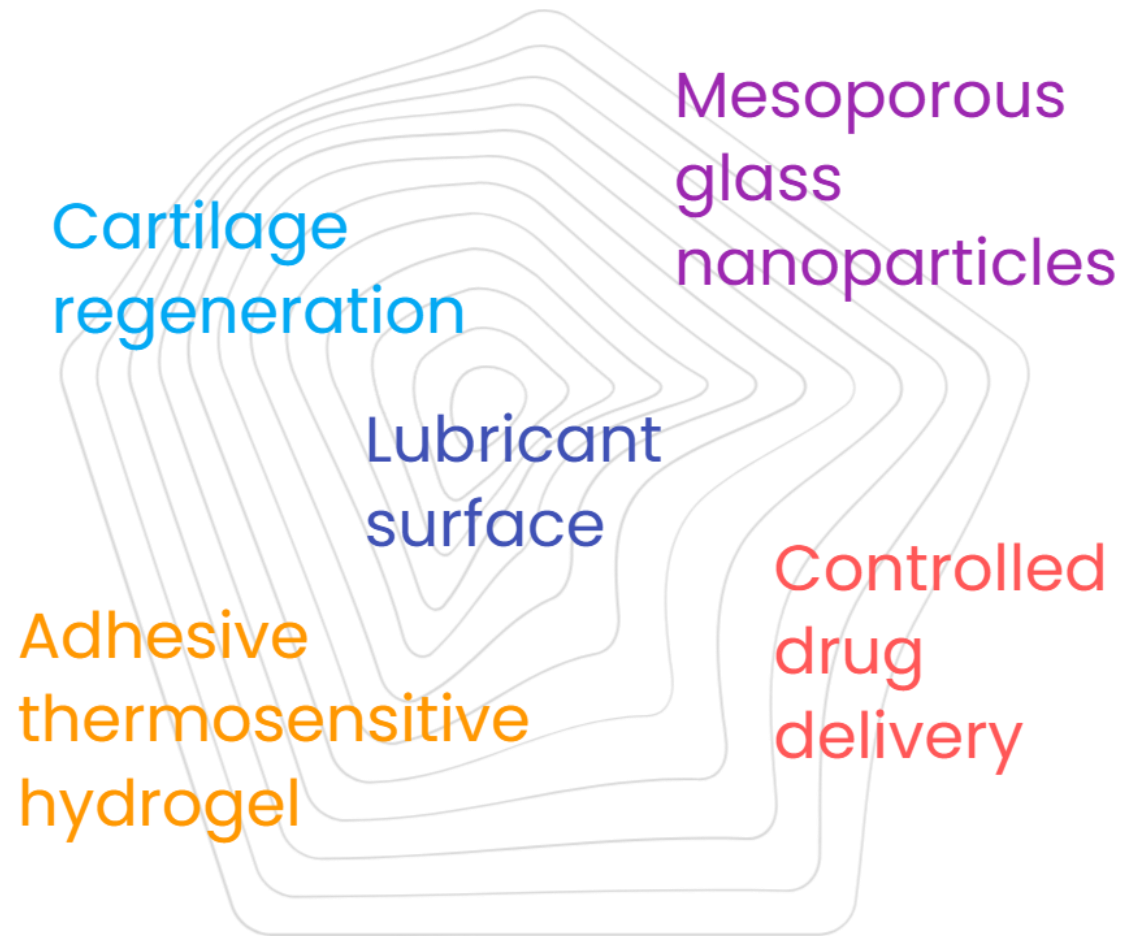 Mesoporous
glass
nanoparticles
Cartilage
regeneration
Lubricant
surface
Controlled
drug
delivery
Adhesive
thermosensitive
hydrogel